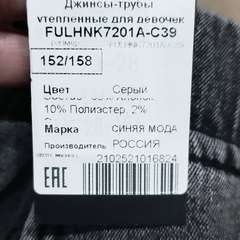 Джинсы-трубы
утепленные для девочек
FULHNK7201A-C39
152/158
Цвет Серый
10% Полиэстер, 2%
Марка СИНЯЯ МОДА
Производитель РОССИЯ
2102521016824
EAC